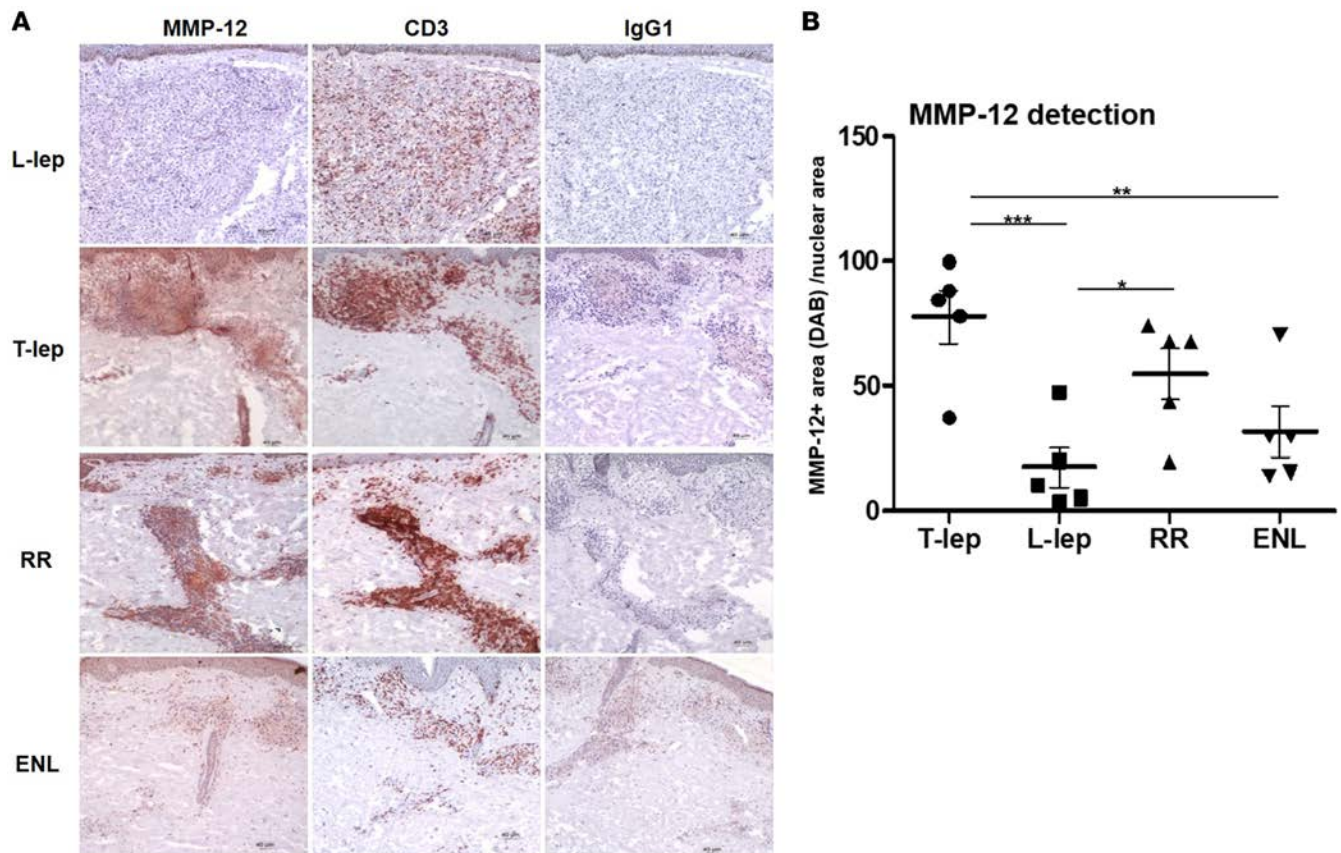 A
MMP-12 CD3 IgG1
L-lep
T-lep
RR
ENL
B
MMP-12 detection
MMP-12+ area (DAB) /nuclear area
150
100
50
0
**
***
*
T-lep L-lep RR ENL